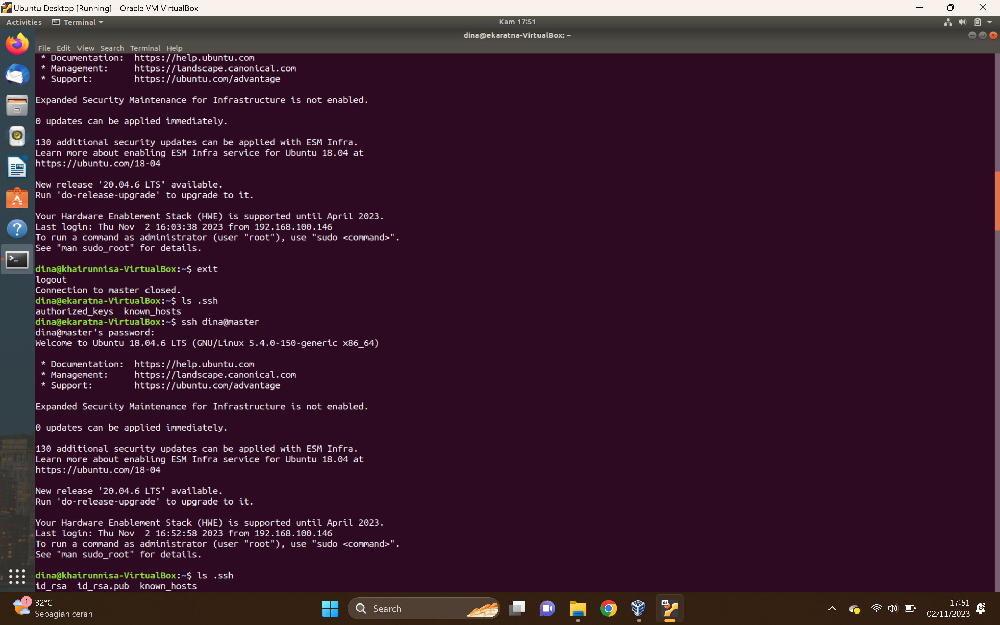 Ubuntu Desktop [Running] - Oracle VM VirtualBox
Activities Terminal Kam 17:51
dina@ekaratna-VirtualBox: ~
File Edit View Search Terminal Help
* Documentation:  https://help.ubuntu.com
* Management:     https://landscape.canonical.com
* Support:        https://ubuntu.com/advantage
Expanded Security Maintenance for Infrastructure is not enabled.
0 updates can be applied immediately.
130 additional security updates can be applied with ESM Infra.
Learn more about enabling ESM Infra service for Ubuntu 18.04 at
https://ubuntu.com/18-04
New release '20.04.6 LTS' available.
Run 'do-release-upgrade' to upgrade to it.
Your Hardware Enablement Stack (HWE) is supported until April 2023.
Last login: Thu Nov  2 16:03:38 2023 from 192.168.100.146
To run a command as administrator (user "root"), use "sudo <command>".
See "man sudo_root" for details.
dina@khairunnisa-VirtualBox:~$ exit
logout
Connection to master closed.
dina@ekaratna-VirtualBox:~$ ls .ssh
authorized_keys  known_hosts
dina@ekaratna-VirtualBox:~$ ssh dina@master
dina@master's password:
Welcome to Ubuntu 18.04.6 LTS (GNU/Linux 5.4.0-150-generic x86_64)
* Documentation:  https://help.ubuntu.com
* Management:     https://landscape.canonical.com
* Support:        https://ubuntu.com/advantage
Expanded Security Maintenance for Infrastructure is not enabled.
0 updates can be applied immediately.
130 additional security updates can be applied with ESM Infra.
Learn more about enabling ESM Infra service for Ubuntu 18.04 at
https://ubuntu.com/18-04
New release '20.04.6 LTS' available.
Run 'do-release-upgrade' to upgrade to it.
Your Hardware Enablement Stack (HWE) is supported until April 2023.
Last login: Thu Nov  2 16:52:58 2023 from 192.168.100.146
To run a command as administrator (user "root"), use "sudo <command>".
See "man sudo_root" for details.
dina@khairunnisa-VirtualBox:~$ ls .ssh
id_rsa  id_rsa.pub  known_hosts
1 32°C
Sebagian cerah
Search
64
17:51
02/11/2023